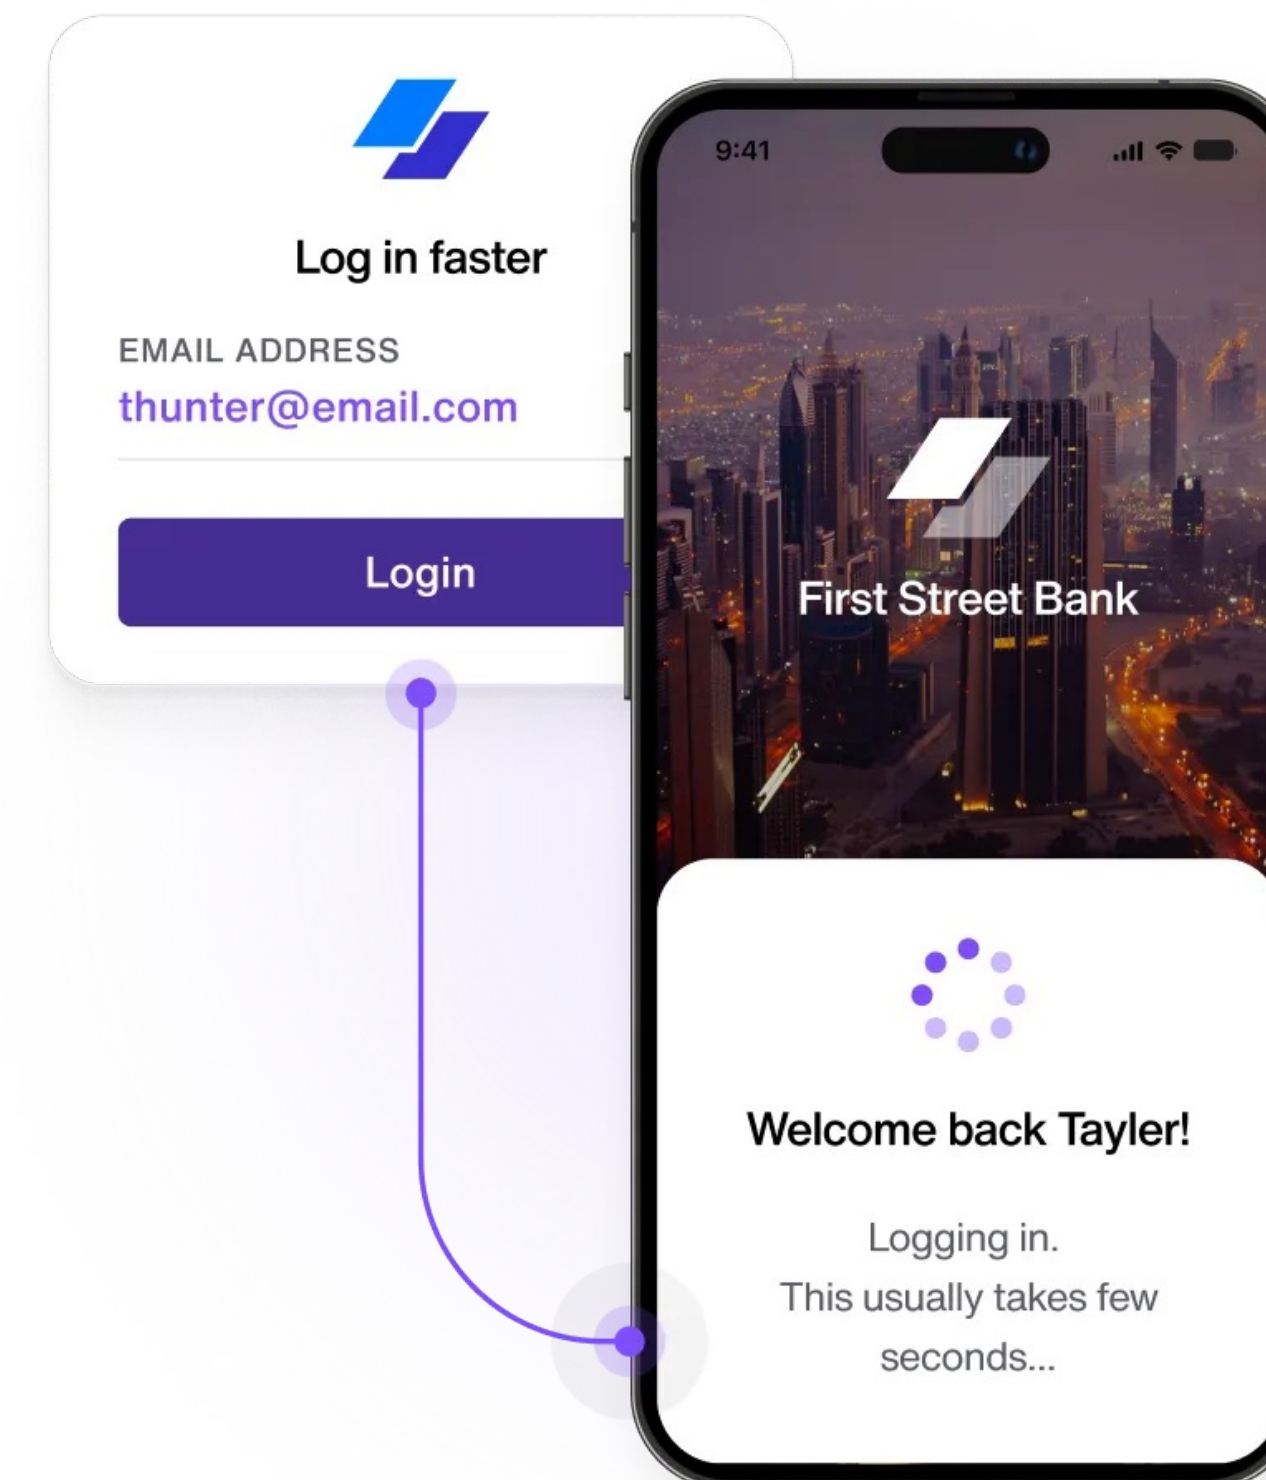 Log in faster
EMAIL ADDRESS
thunter@email.com
Login
9:41
First Street Bank
Welcome back Tayler!
Logging in.
This usually takes few
seconds...